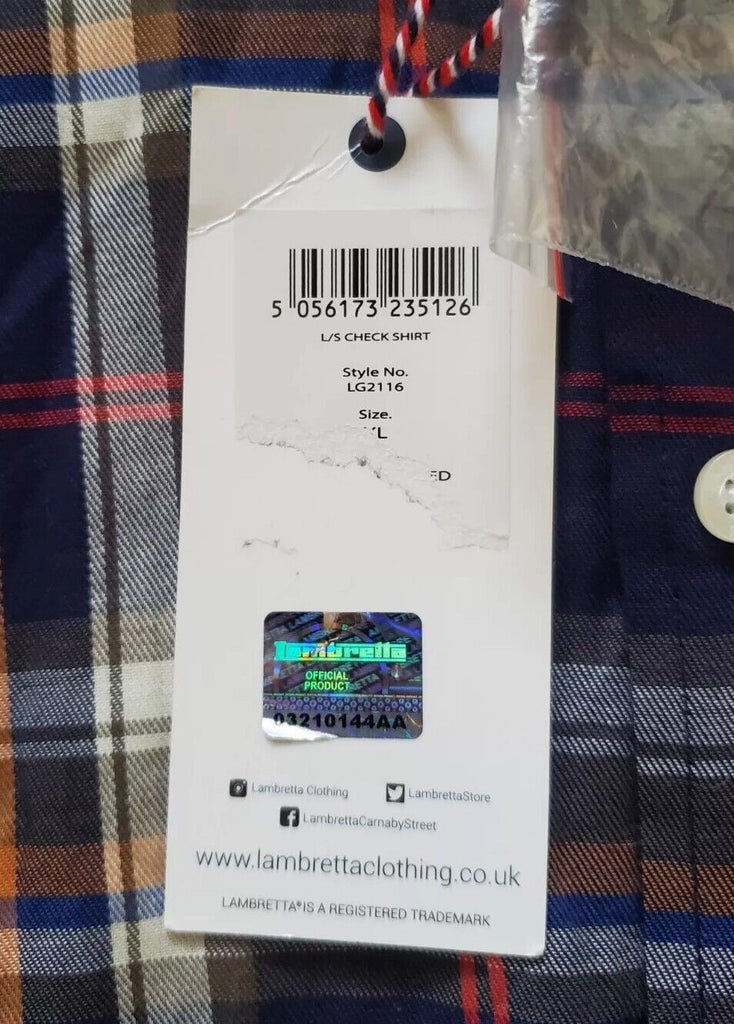 5 056173 235126
L/S CHECK SHIRT
Style No.
LG2116
Size.
lambretta
OFFICIAL
PRODUCT
03210144AA
Lambretta Clothing
LambrettaStore
LambrettaCarnabyStreet
www.lambrettaclothing.co.uk
LAMBRETTA® IS A REGISTERED TRADEMARK